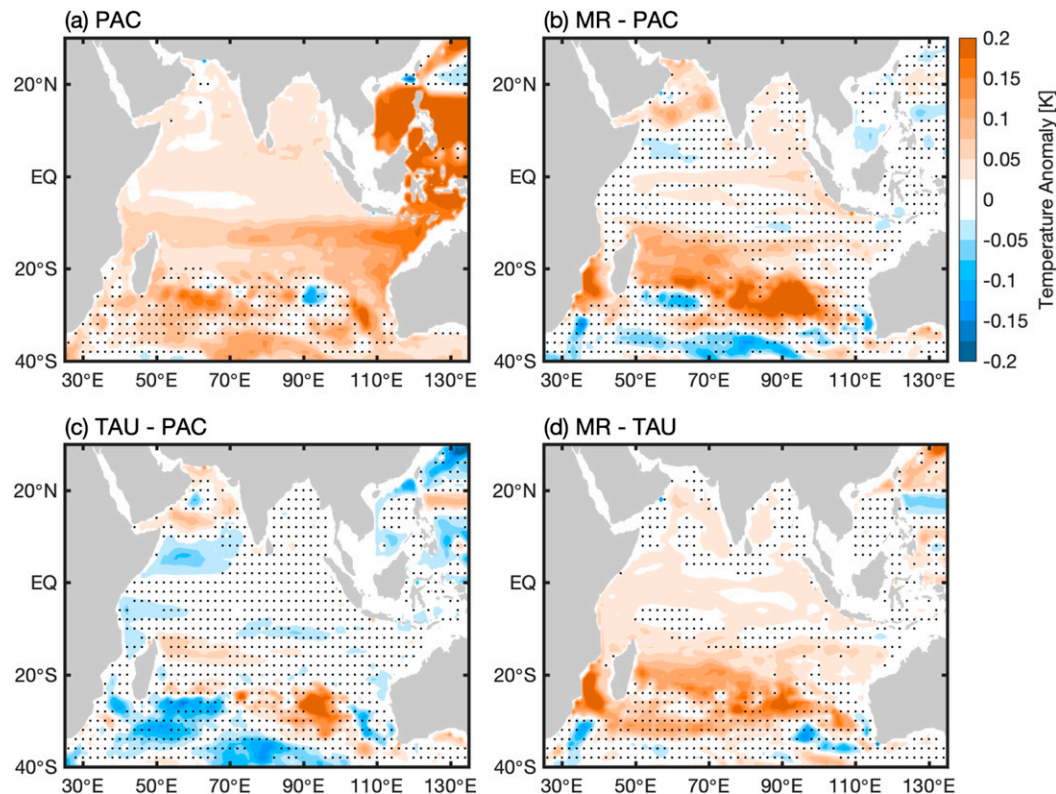 (a) PAC
(b) MR - PAC
20°N
EQ
20°S
40°S
30°E 50°E 70°E 90°E 110°E 130°E
20°N
EQ
20°S
40°S
30°E 50°E 70°E 90°E 110°E 130°E
0.2
0.15
0.1
0.05
0
-0.05
-0.1
-0.15
-0.2
Temperature Anomaly [K]
(c) TAU - PAC
(d) MR - TAU
20°N
EQ
20°S
40°S
30°E 50°E 70°E 90°E 110°E 130°E
20°N
EQ
20°S
40°S
30°E 50°E 70°E 90°E 110°E 130°E